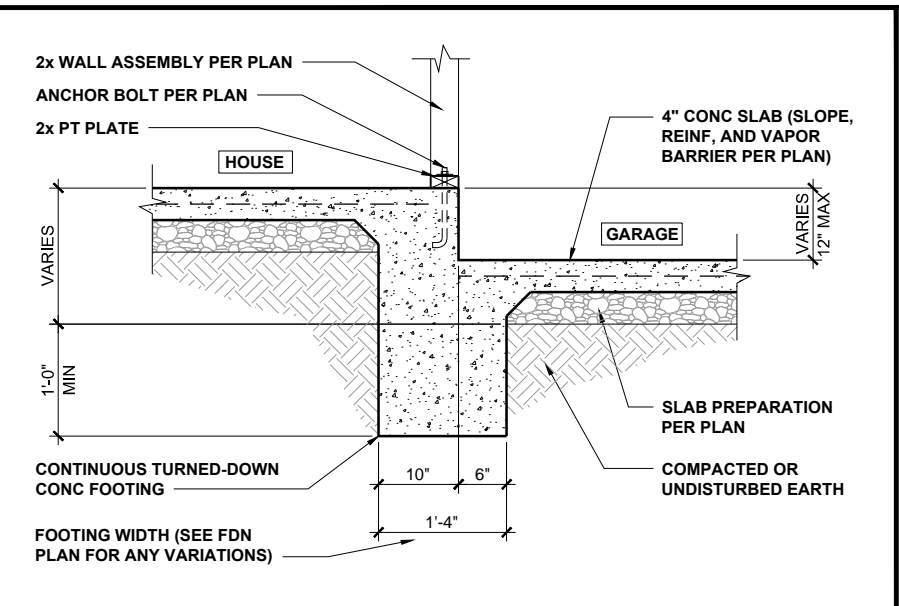 2x WALL ASSEMBLY PER PLAN
ANCHOR BOLT PER PLAN
2x PT PLATE
HOUSE
4" CONC SLAB (SLOPE,
REINF, AND VAPOR
BARRIER PER PLAN)
VARIES
VARIES
12" MAX
GARAGE
1'-0"
MIN
SLAB PREPARATION
PER PLAN
COMPACTED OR
UNDISTURBED EARTH
CONTINUOUS TURNED-DOWN
CONC FOOTING
10"
6"
1'-4"
FOOTING WIDTH (SEE FDN
PLAN FOR ANY VARIATIONS)